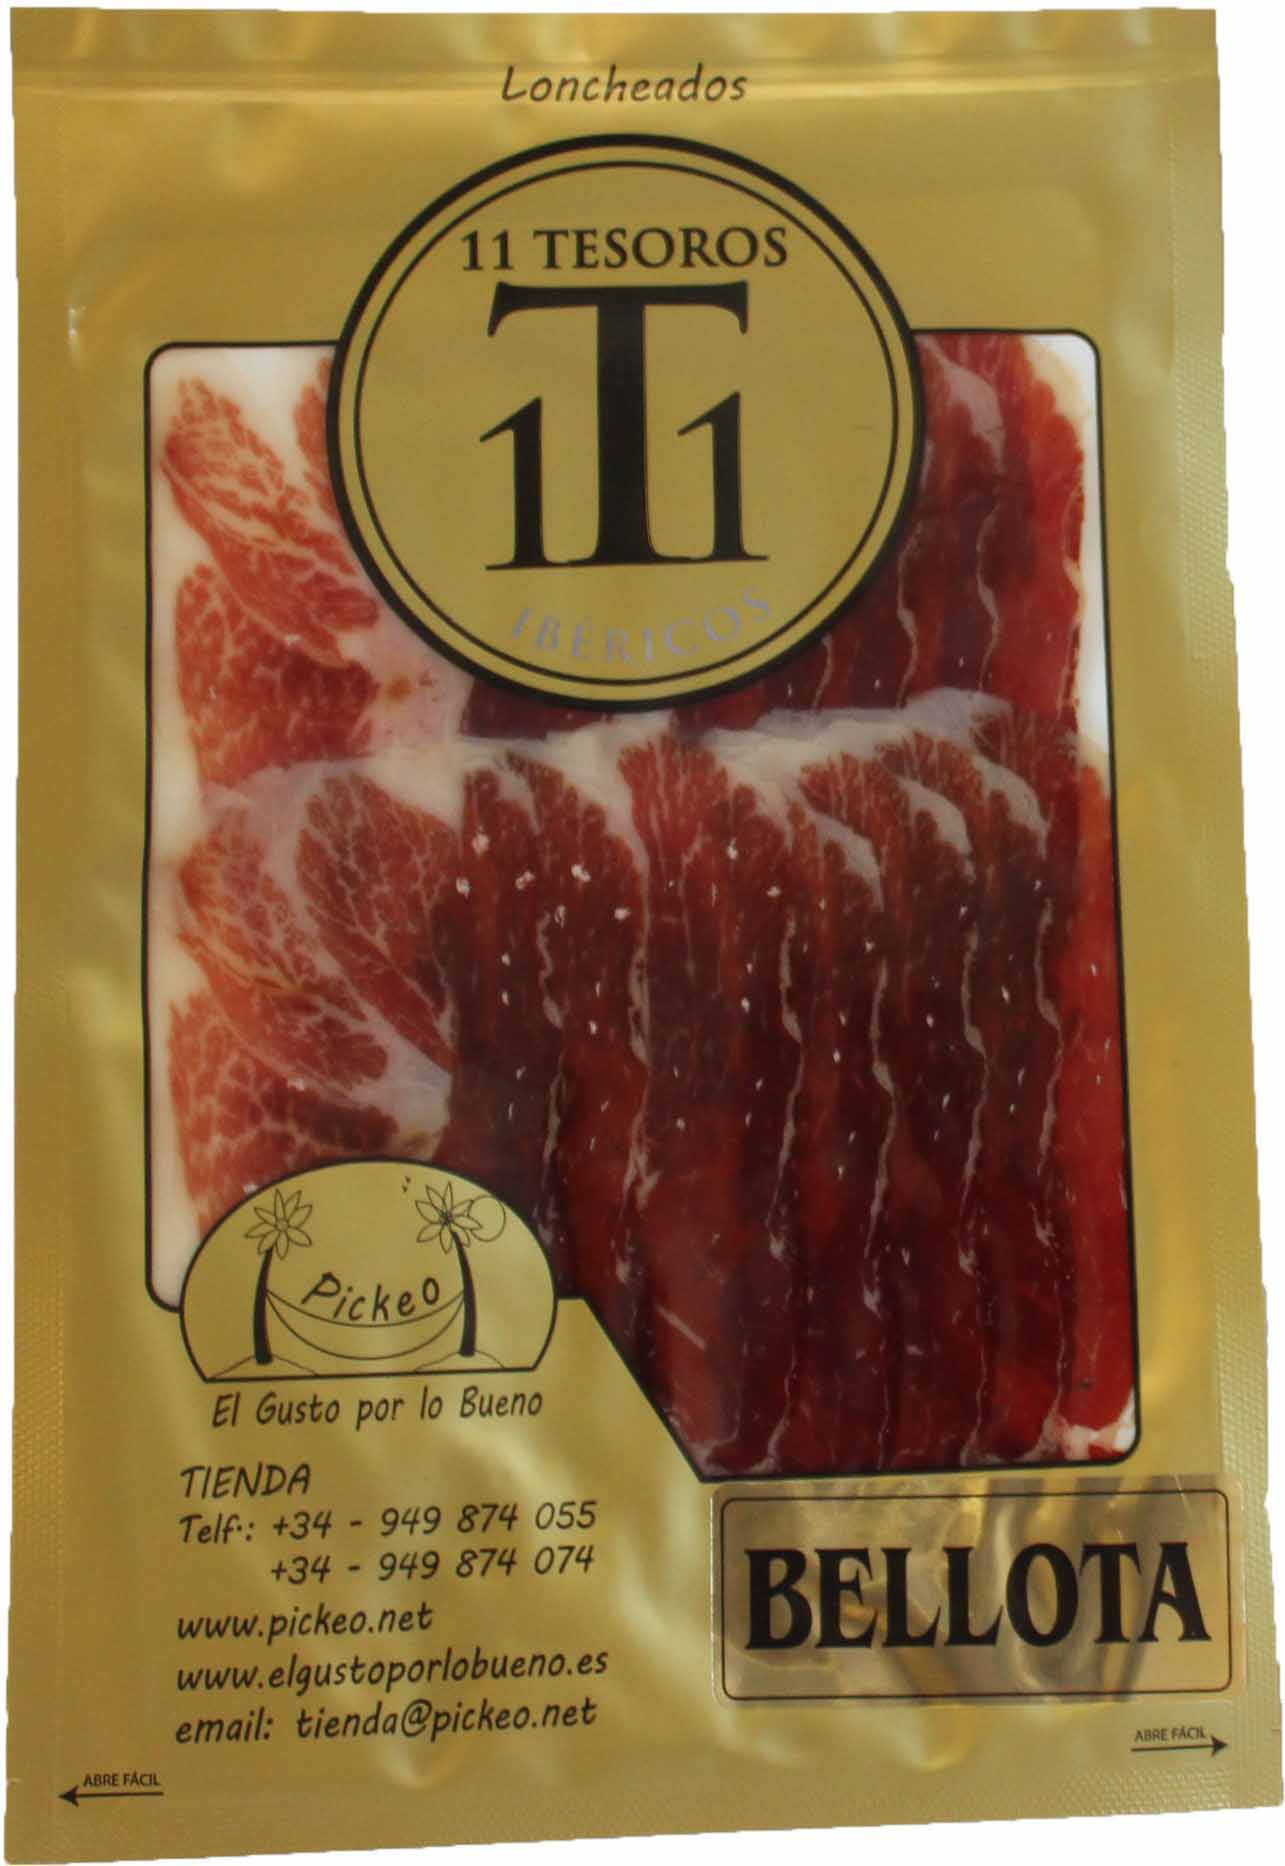 Loncheados
11 TESOROS
1T1
IBÉRICOS
PickeO
El Gusto por lo Bueno
TIENDA
Telf.: +34 - 949 874 055
+34 - 949 874 074
www.pickeo.net
www.elgustoporlobueno.es
email: tienda@pickeo.net
BELLOTA
ABRE FÁCIL
ABRE FÁCIL